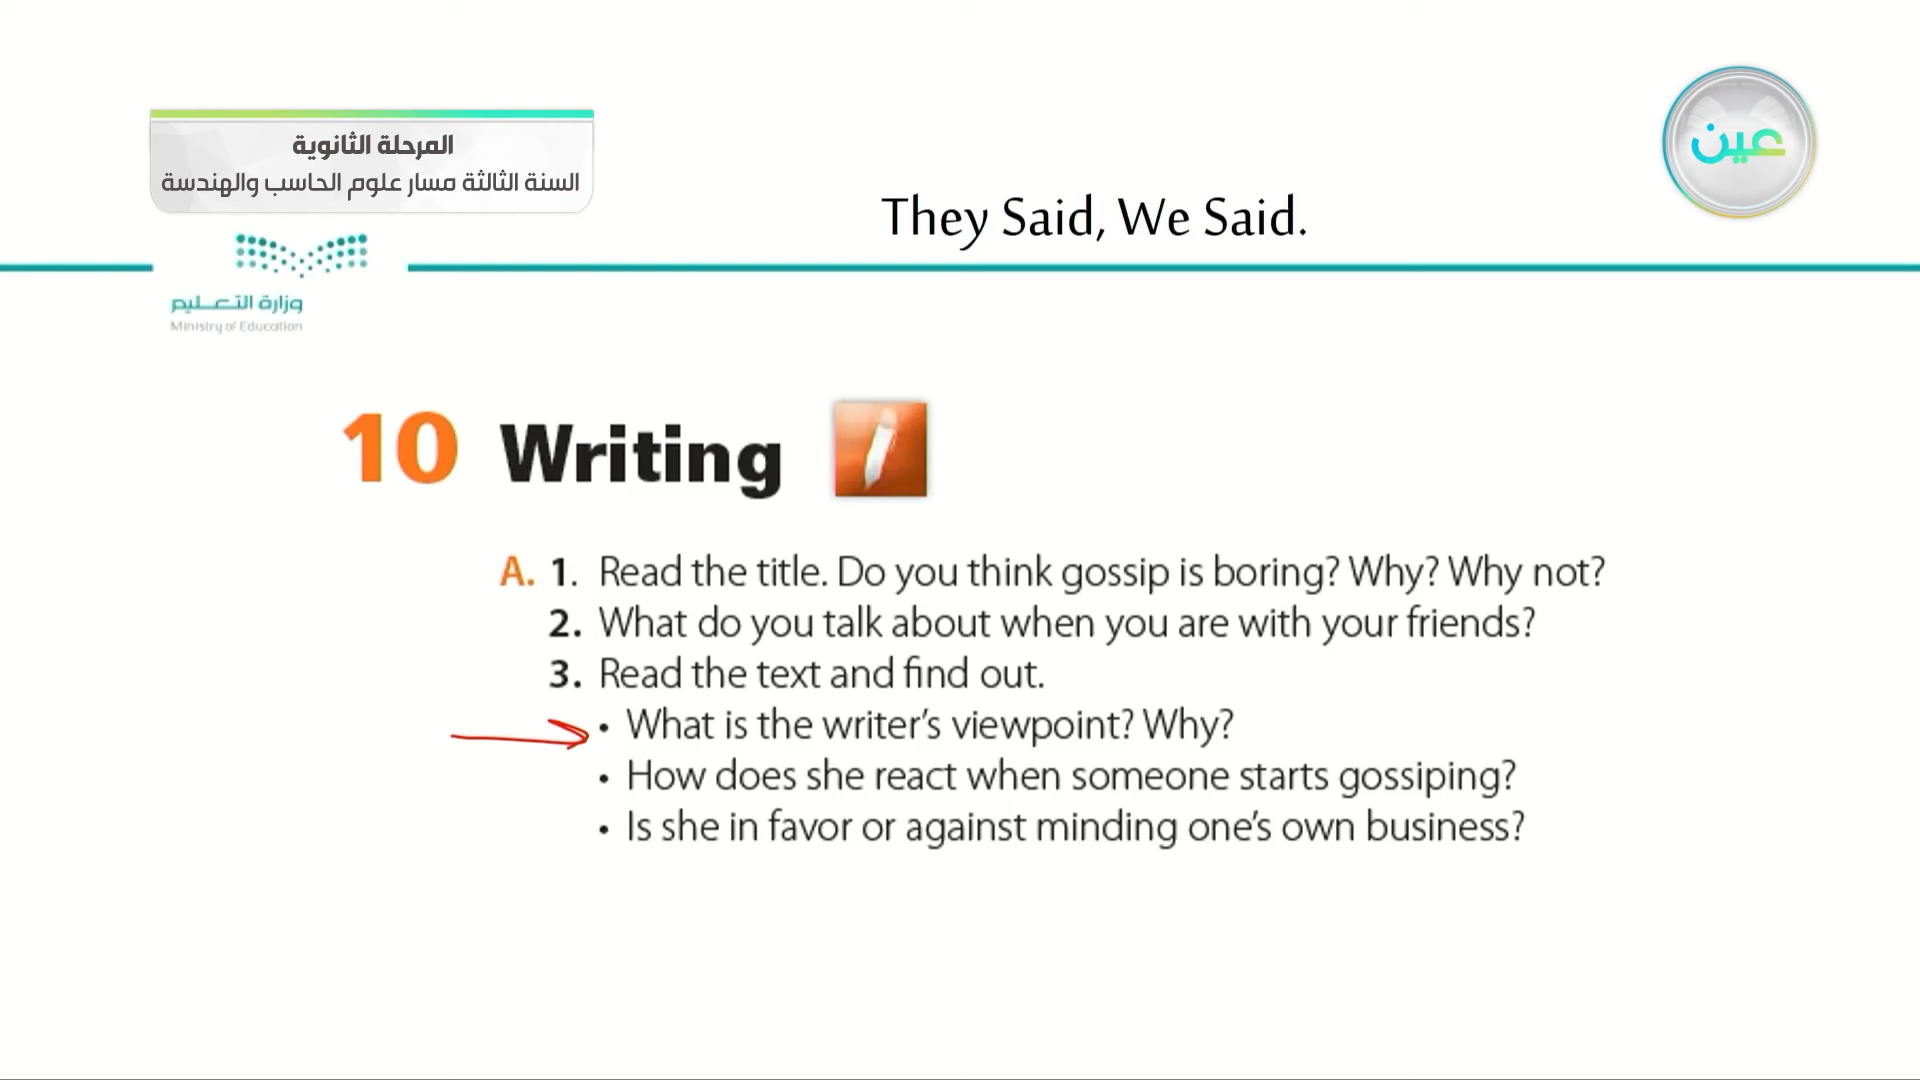 المرحلة الثانوية
السنة الثالثة مسار علوم الحاسب والهندسة
عين
They Said, We Said.
وزارة التعليم
Ministry of Education
10 Writing
A. 1. Read the title. Do you think gossip is boring? Why? Why not?
2. What do you talk about when you are with your friends?
3. Read the text and find out.
• What is the writer's viewpoint? Why?
• How does she react when someone starts gossiping?
• Is she in favor or against minding one's own business?